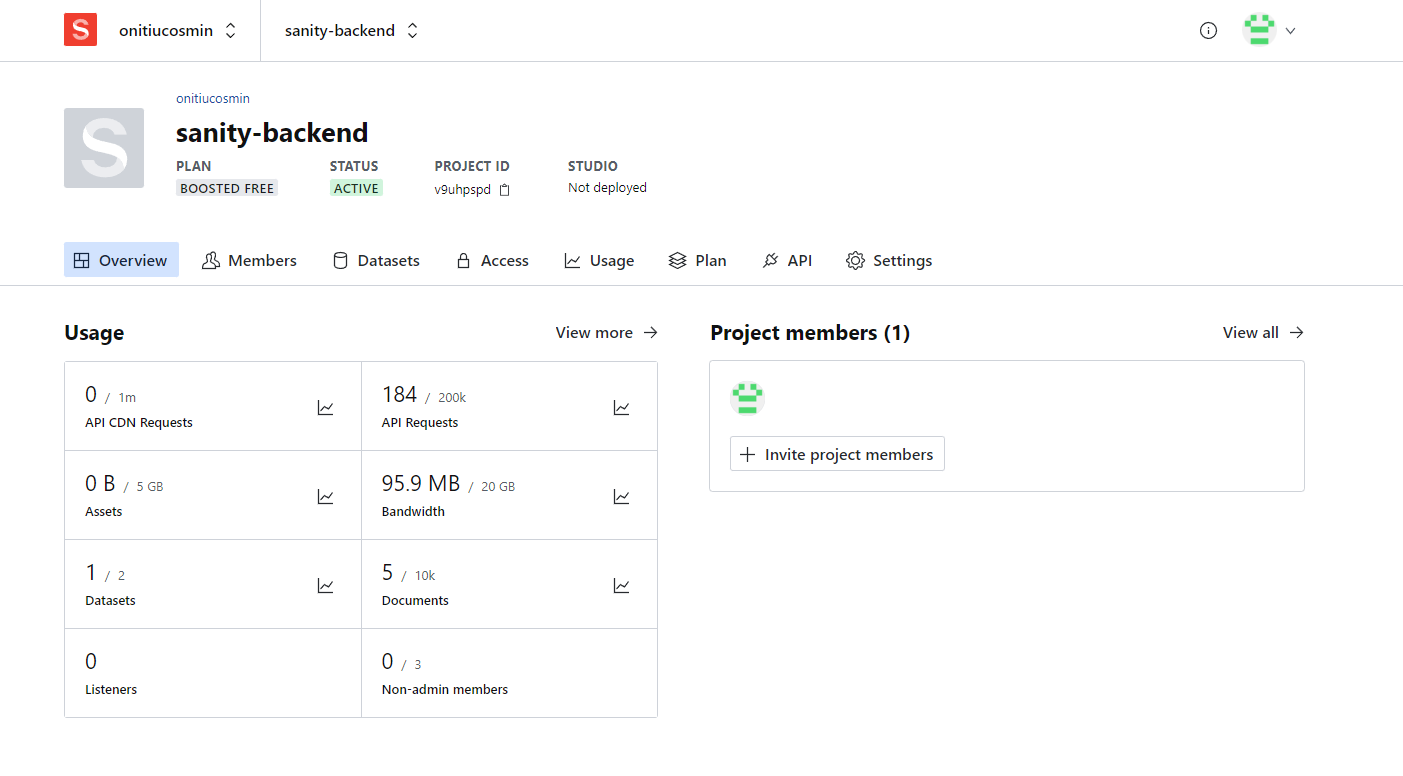 S onitiucosmin sanity-backend
onitiucosmin
S
sanity-backend
PLAN STATUS PROJECT ID STUDIO
BOOSTED FREE ACTIVE v9uhpspd Not deployed
Overview Members Datasets Access Usage Plan API Settings
Usage View more
0 / 1m
API CDN Requests
184 / 200k
API Requests
0 B / 5 GB
Assets
95.9 MB / 20 GB
Bandwidth
1 / 2
Datasets
5 / 10k
Documents
0
Listeners
0 / 3
Non-admin members
Project members (1) View all
Invite project members